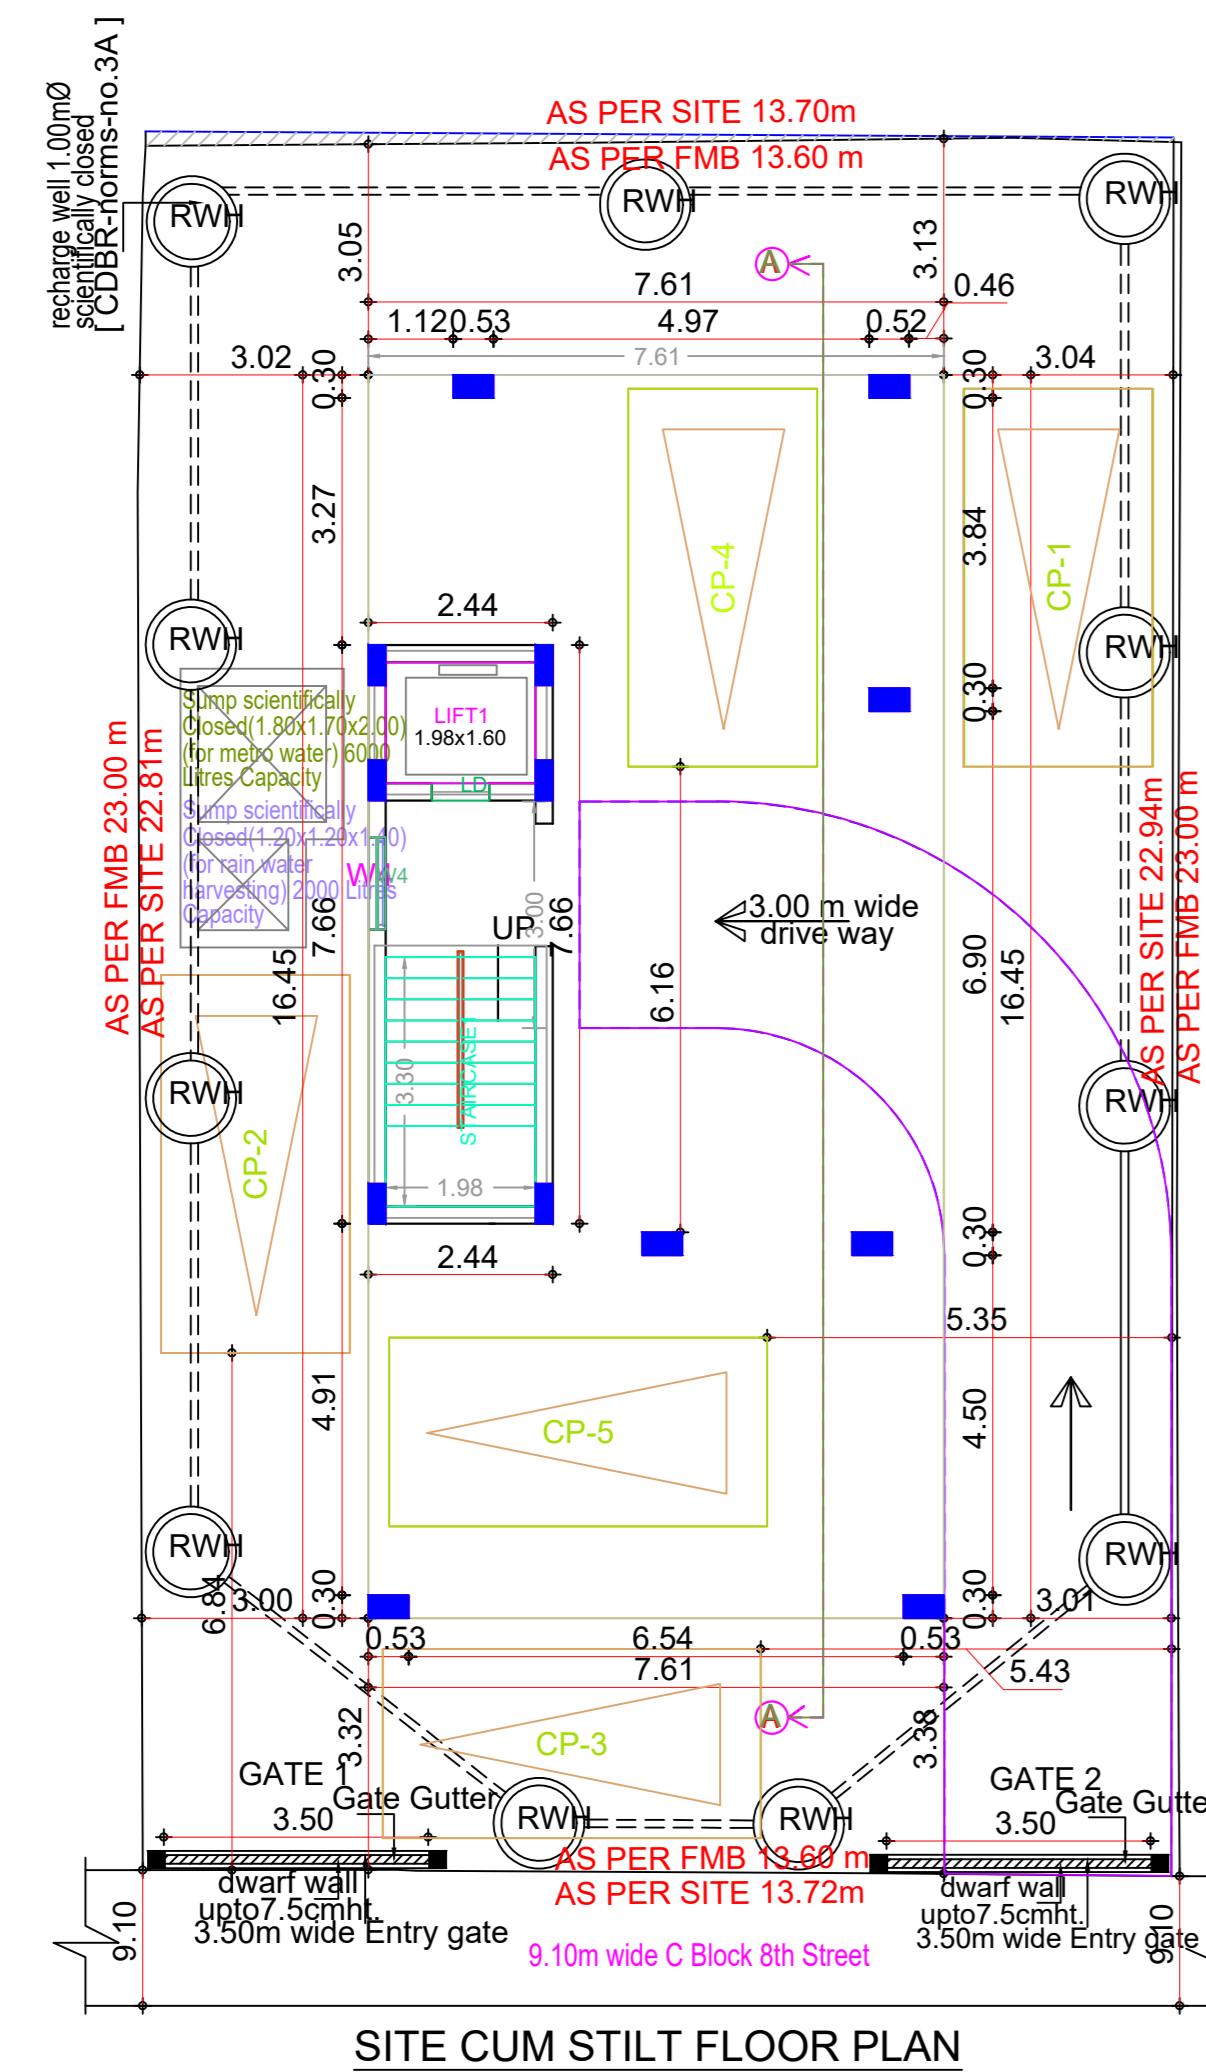 recharge well 1.00mØ
scientifically closed
[ CDBR-norms-no.3A ]
AS PER SITE 13.70m
AS PER FMB 13.60 m
RWH
RWH
RWH
3.05
3.13
A
7.61
0.46
1.12
0.53
4.97
0.52
7.61
3.02
0.30
0.30
3.04
3.27
3.84
CP-4
CP-1
2.44
RWH
RWH
0.30
LIFT1
1.98x1.60
LD
Sump scientifically
Closed(1.80x1.70x2.00)
(for metro water) 6000
Litres Capacity
Sump scientifically
Closed(1.20x1.20x1.40)
(for rain water
harvesting) 2000 Litres
Capacity
W4
AS PER FMB 23.00 m
AS PER SITE 22.81m
AS PER SITE 22.94m
AS PER FMB 23.00 m
7.66
16.45
UP
3.00
7.66
3.00 m wide
drive way
6.16
6.90
16.45
3.30
STAIRCASE
1.98
RWH
RWH
CP-2
2.44
0.30
0.30
5.35
4.91
4.50
CP-5
RWH
RWH
6.84
3.00
0.30
0.30
3.01
0.53
6.54
0.53
7.61
5.43
3.32
3.38
CP-3
A
GATE 1
Gate Gutter
3.50
RWH
RWH
GATE 2
Gate Gutte
3.50
AS PER FMB 13.60 m
AS PER SITE 13.72m
dwarf wall
upto7.5cmht.
3.50m wide Entry gate
dwarf wall
upto7.5cmht.
3.50m wide Entry gate
9.10
9.10
9.10m wide C Block 8th Street
SITE CUM STILT FLOOR PLAN